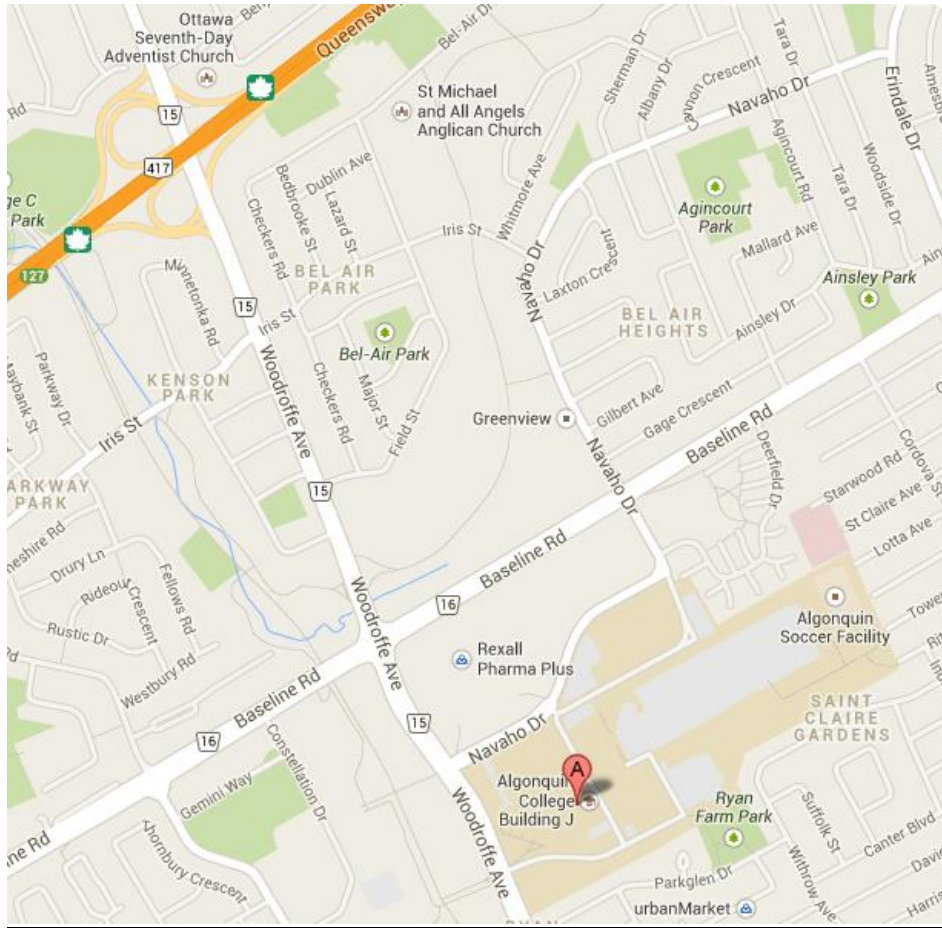 Ottawa
Seventh-Day
Adventist Church
Queensway
Bel-Air Dr
15
417
St Michael
and All Angels
Anglican Church
Sherman Dr
Albany Dr
Cannon Crescent
Navaho Dr
Tara Dr
Erindale Dr
Agincourt Rd
Tara Dr
Woodside Dr
Whitmore Ave
Dublin Ave
Bedbrooke St
Lazard St
Checkers Rd
Iris St
Navaho Dr
Agincourt
Park
Mallard Ave
Laxton Crescent
Park
127
Minnetonka Rd
BEL AIR
PARK
Ainsley Park
15
Iris St
Bel-Air Park
BEL AIR
HEIGHTS
Ainsley Dr
Parkway Dr
Maybank St
KENSON
PARK
Woodroffe Ave
Checkers Rd
Major St
Field St
Gilbert Ave
Gage Crescent
Greenview
Iris St
Baseline Rd
Deerfield Dr
Navaho Dr
Cordova St
Starwood Rd
St Claire Ave
Lotta Ave
15
PARK
Drury Ln
Rideout
Crescent
Fellows Rd
Rustic Dr
Westbury Rd
Woodroffe Ave
16
Baseline Rd
Algonquin
Soccer Facility
Rexall
Pharma Plus
SAINT
CLAIRE
GARDENS
Baseline Rd
16
15
Navaho Dr
Constellation Dr
Gemini Way
Woodroffe Ave
A
Algonquin
College
Building J
Ryan
Farm Park
Suffolk St
Canter Blvd
Thornbury Crescent
Withrow Ave
Parkglen Dr
urbanMarket